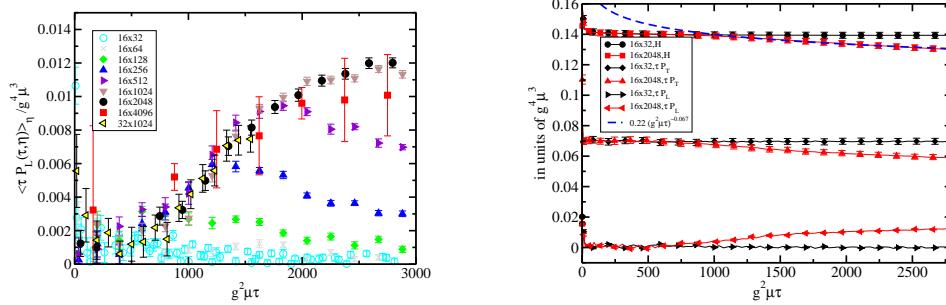 <τ P_L (τ,η)>_η /g^4 μ^3
0.014
0.012
0.01
0.008
0.006
0.004
0.002
0
16x32
16x64
16x128
16x256
16x512
16x1024
16x2048
16x4096
32x1024
0 1000 2000 3000
g^2μτ
in units of g^4μ^3
0.16
0.14
0.12
0.1
0.08
0.06
0.04
0.02
0
16x32,H
16x2048,H
16x32,τ P_T
16x2048,τ P_T
16x32,τ P_L
16x2048,τ P_L
0.22 (g^2μτ)^-0.067
0 500 1000 1500 2000 2500
g^2μτ